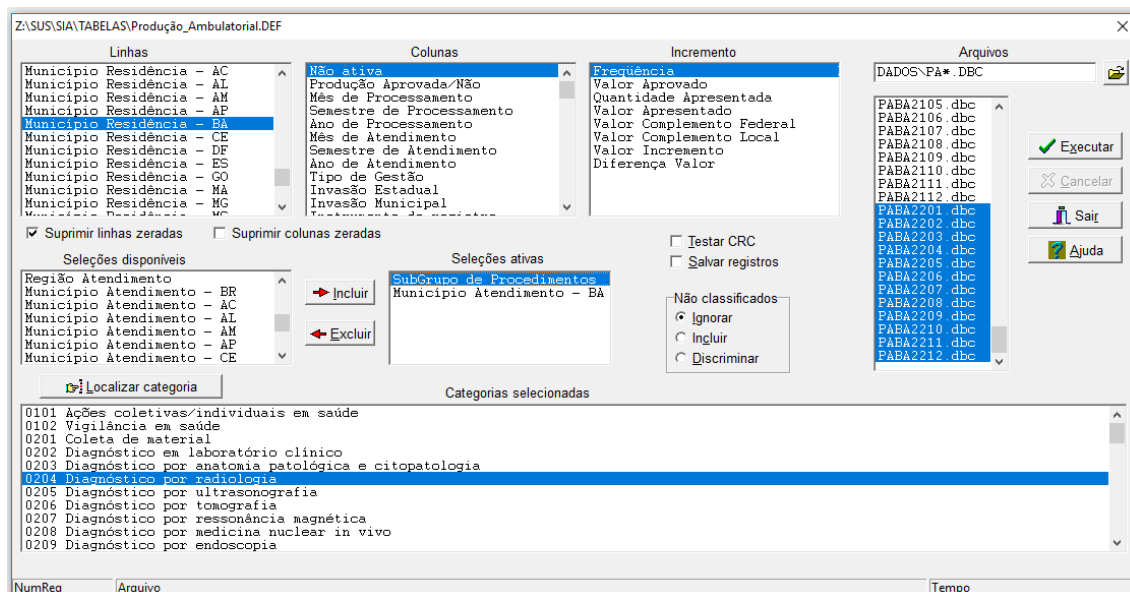 Z:\SUS\SIA\TABELAS\Produção_Ambulatorial.DEF
Linhas
Município Residência - AC
Município Residência - AL
Município Residência - AM
Município Residência - AP
Município Residência - BA
Município Residência - CE
Município Residência - DF
Município Residência - ES
Município Residência - GO
Município Residência - MA
Município Residência - MG
Colunas
Não ativa
Produção Aprovada/Não
Mês de Processamento
Semestre de Processamento
Ano de Processamento
Mês de Atendimento
Semestre de Atendimento
Ano de Atendimento
Tipo de Gestão
Invasão Estadual
Invasão Municipal
Instrumento de registro
Incremento
Freqüência
Valor Aprovado
Quantidade Apresentada
Valor Apresentado
Valor Complemento Federal
Valor Complemento Local
Valor Incremento
Diferença Valor
Arquivos
DADOS\PA*.DBC
PABA2105.dbc
PABA2106.dbc
PABA2107.dbc
PABA2108.dbc
PABA2109.dbc
PABA2110.dbc
PABA2111.dbc
PABA2112.dbc
PABA2201.dbc
PABA2202.dbc
PABA2203.dbc
PABA2204.dbc
PABA2205.dbc
PABA2206.dbc
PABA2207.dbc
PABA2208.dbc
PABA2209.dbc
PABA2210.dbc
PABA2211.dbc
PABA2212.dbc
Executar
Cancelar
Sair
Ajuda
Suprimir linhas zeradas
Suprimir colunas zeradas
Seleções disponíveis
Região Atendimento
Município Atendimento - BR
Município Atendimento - AC
Município Atendimento - AL
Município Atendimento - AM
Município Atendimento - AP
Município Atendimento - CE
Incluir
Excluir
Seleções ativas
SubGrupo de Procedimentos
Município Atendimento - BA
Testar CRC
Salvar registros
Não classificados
Ignorar
Incluir
Discriminar
Localizar categoria
Categorias selecionadas
0101 Ações coletivas/individuais em saúde
0102 Vigilância em saúde
0201 Coleta de material
0202 Diagnóstico em laboratório clínico
0203 Diagnóstico por anatomia patológica e citopatologia
0204 Diagnóstico por radiologia
0205 Diagnóstico por ultrasonografia
0206 Diagnóstico por tomografia
0207 Diagnóstico por ressonância magnética
0208 Diagnóstico por medicina nuclear in vivo
0209 Diagnóstico por endoscopia
NumReg
Arquivo
Tempo